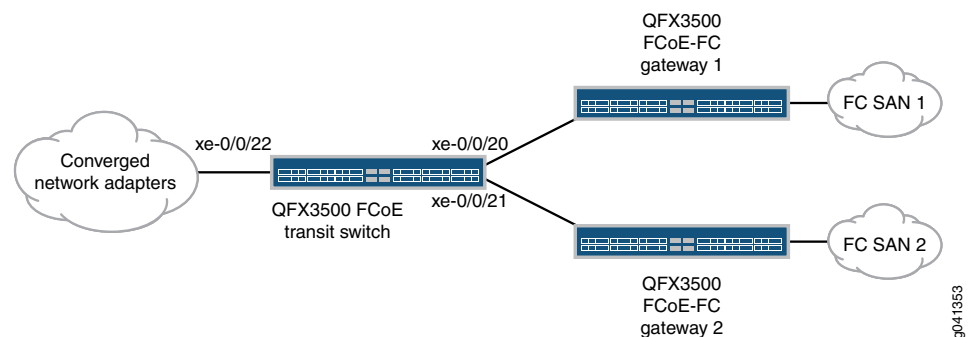 QFX3500
FCoE-FC
gateway 1
FC SAN 1
xe-0/0/22
xe-0/0/20
Converged
network adapters
xe-0/0/21
QFX3500 FCoE
transit switch
FC SAN 2
QFX3500
FCoE-FC
gateway 2
g041353